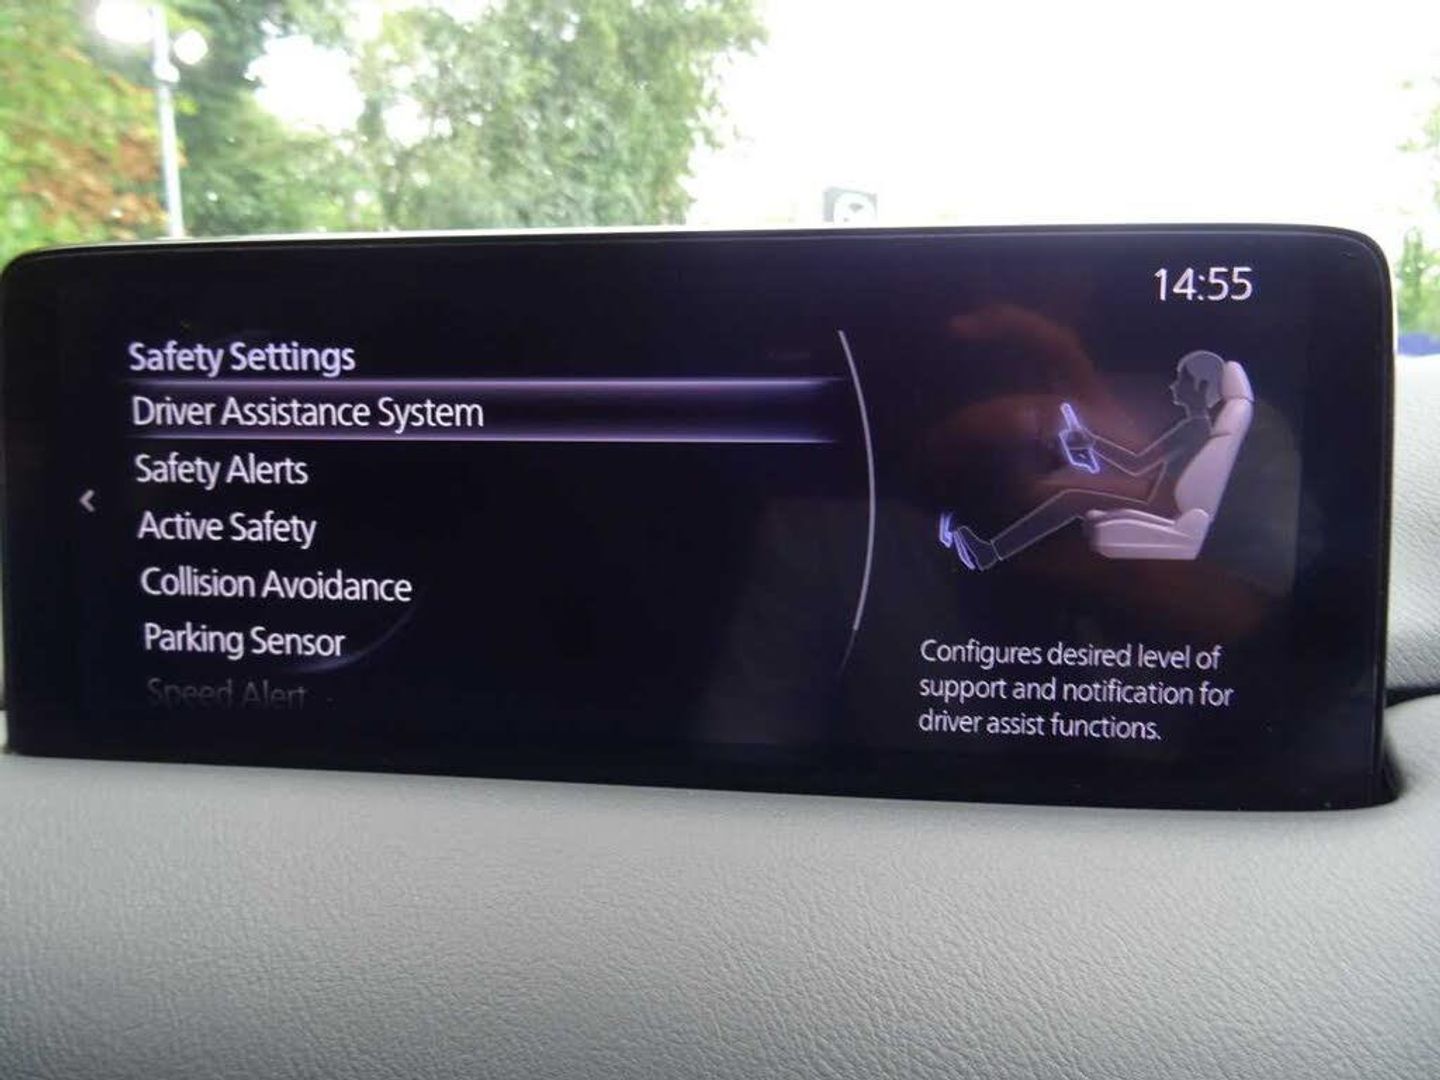 14:55
Safety Settings
Driver Assistance System
Safety Alerts
Active Safety
Collision Avoidance
Parking Sensor
Speed Alert
Configures desired level of
support and notification for
driver assist functions.